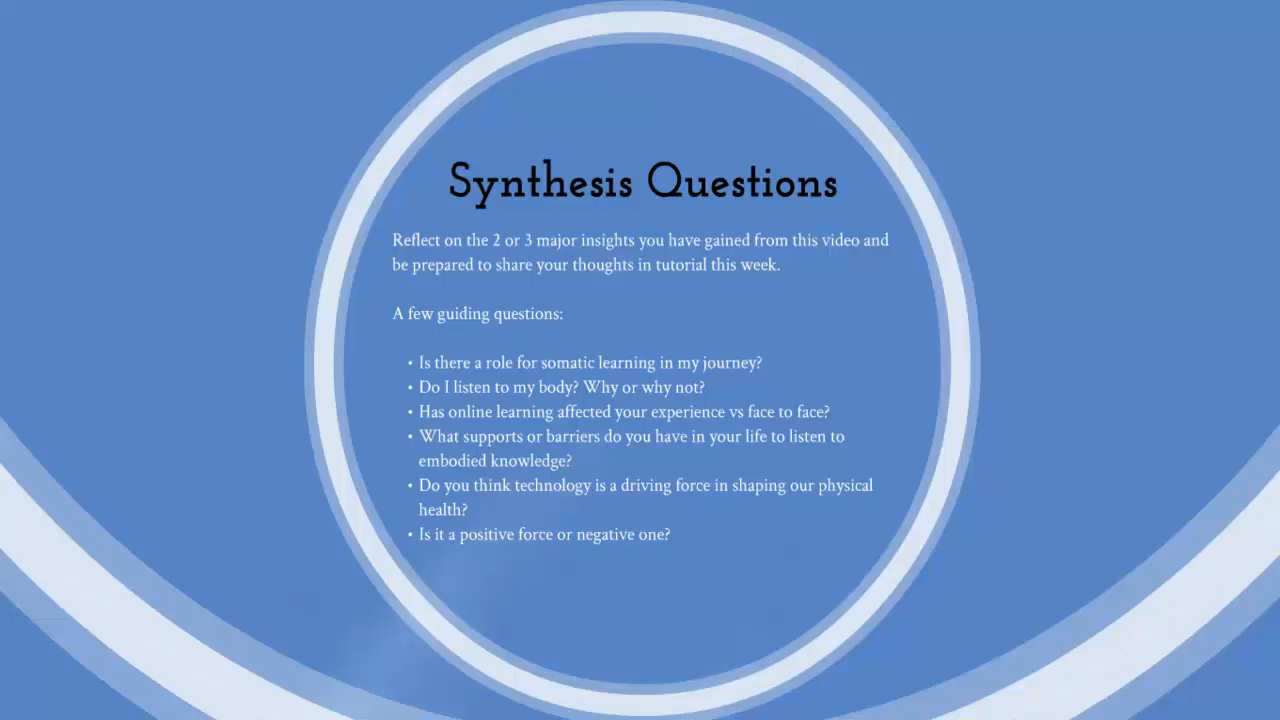 Synthesis Questions
Reflect on the 2 or 3 major insights you have gained from this video and
be prepared to share your thoughts in tutorial this week.
A few guiding questions:
• Is there a role for somatic learning in my journey?
• Do I listen to my body? Why or why not?
• Has online learning affected your experience vs face to face?
• What supports or barriers do you have in your life to listen to
embodied knowledge?
• Do you think technology is a driving force in shaping our physical
health?
• Is it a positive force or negative one?